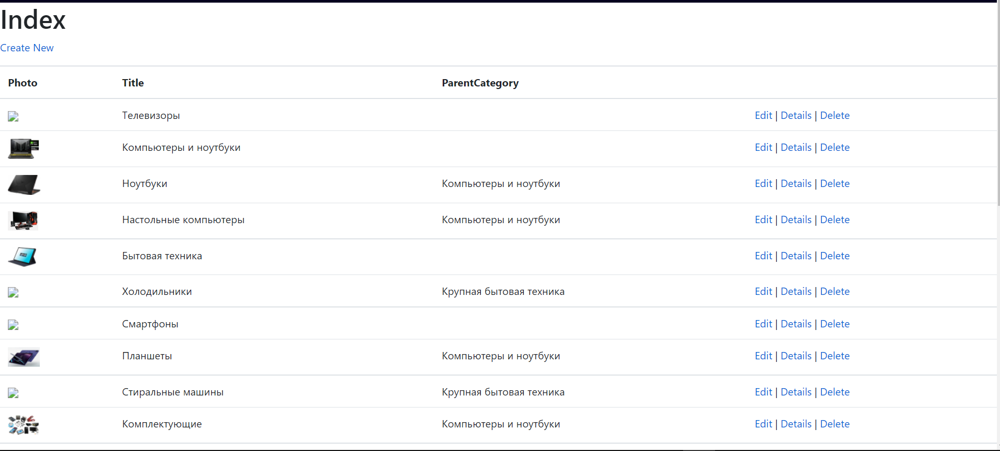 Index
Create New
Photo Title ParentCategory
Телевизоры Edit | Details | Delete
Компьютеры и ноутбуки Edit | Details | Delete
Ноутбуки Компьютеры и ноутбуки Edit | Details | Delete
Настольные компьютеры Компьютеры и ноутбуки Edit | Details | Delete
Бытовая техника Edit | Details | Delete
Холодильники Крупная бытовая техника Edit | Details | Delete
Смартфоны Edit | Details | Delete
Планшеты Компьютеры и ноутбуки Edit | Details | Delete
Стиральные машины Крупная бытовая техника Edit | Details | Delete
Комплектующие Компьютеры и ноутбуки Edit | Details | Delete